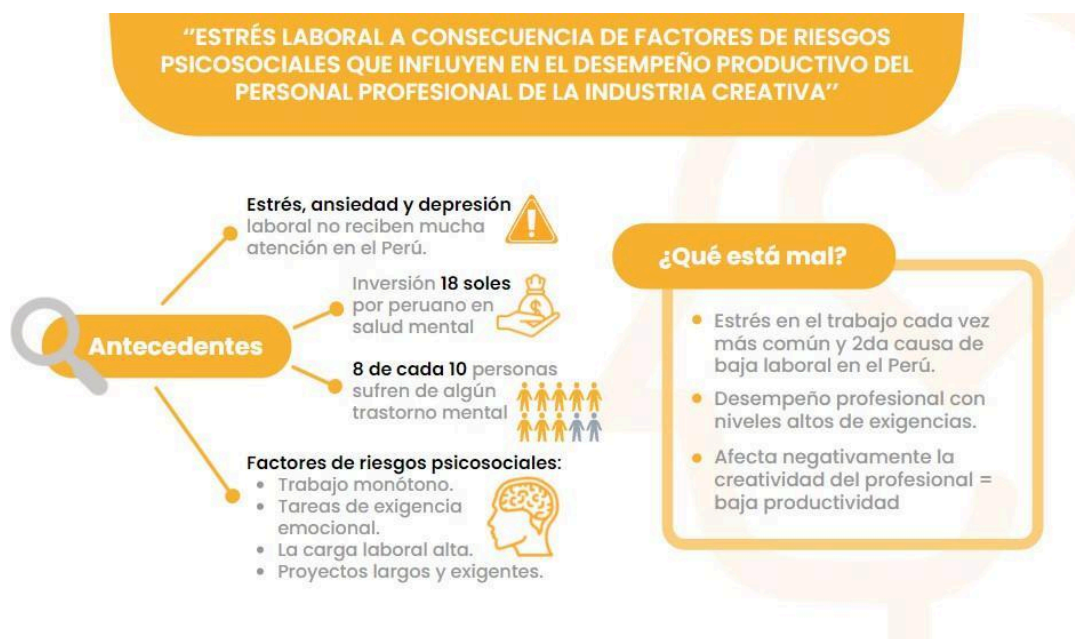 ‘‘ESTRÉS LABORAL A CONSECUENCIA DE FACTORES DE RIESGOS
PSICOSOCIALES QUE INFLUYEN EN EL DESEMPEÑO PRODUCTIVO DEL
PERSONAL PROFESIONAL DE LA INDUSTRIA CREATIVA’’
Antecedentes
Estrés, ansiedad y depresión
laboral no reciben mucha
atención en el Perú.
Inversión 18 soles
por peruano en
salud mental
8 de cada 10 personas
sufren de algún
trastorno mental
Factores de riesgos psicosociales:
• Trabajo monótono.
• Tareas de exigencia
emocional.
• La carga laboral alta.
• Proyectos largos y exigentes.
¿Qué está mal?
• Estrés en el trabajo cada vez
más común y 2da causa de
baja laboral en el Perú.
• Desempeño profesional con
niveles altos de exigencias.
• Afecta negativamente la
creatividad del profesional =
baja productividad